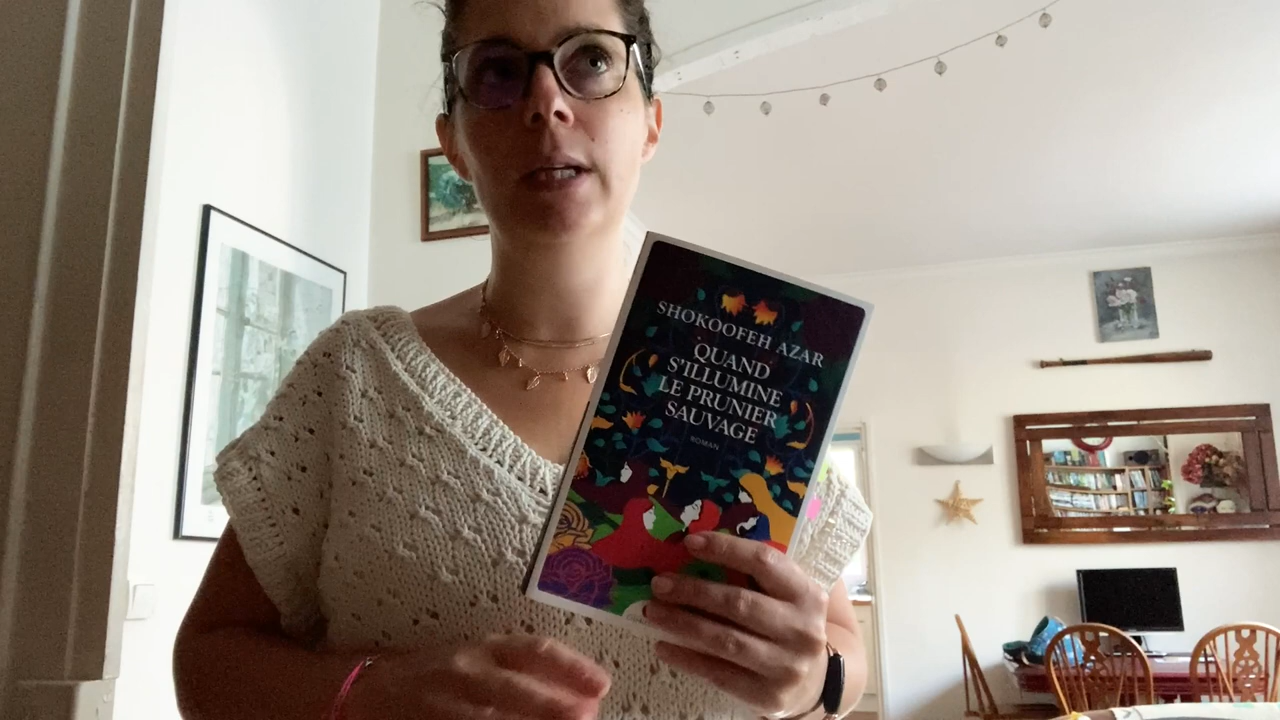 SHOKOOFEH AZAR
QUAND
S'ILLUMINE
LE PRUNIER
SAUVAGE
ROMAN